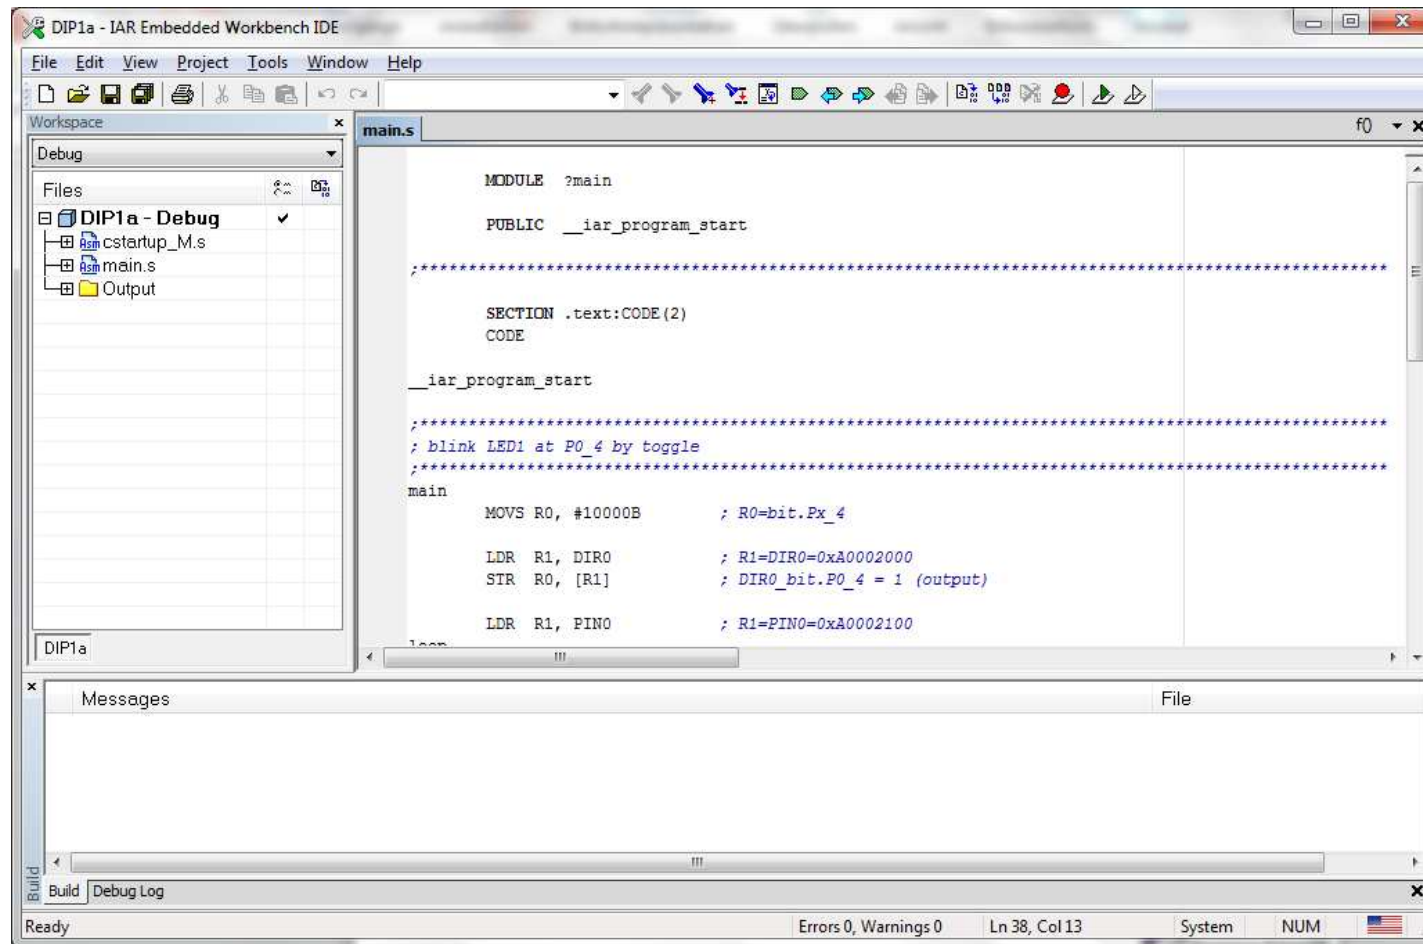 DIP1a - IAR Embedded Workbench IDE
File Edit View Project Tools Window Help
Workspace
Debug
Files
DIP1a - Debug
cstartup_M.s
main.s
Output
DIP1a
main.s
f()
MODULE ?main
PUBLIC __iar_program_start
;****************************************************************************************************
SECTION .text:CODE(2)
CODE
__iar_program_start
;****************************************************************************************************
; blink LED1 at P0_4 by toggle
;****************************************************************************************************
main
MOVS R0, #10000B ; R0=bit.Px_4
LDR R1, DIR0 ; R1=DIR0=0xA0002000
STR R0, [R1] ; DIR0_bit.P0_4 = 1 (output)
LDR R1, PIN0 ; R1=PIN0=0xA0002100
loop
Messages File
Build
Build Debug Log
Ready Errors 0, Warnings 0 Ln 38, Col 13 System NUM